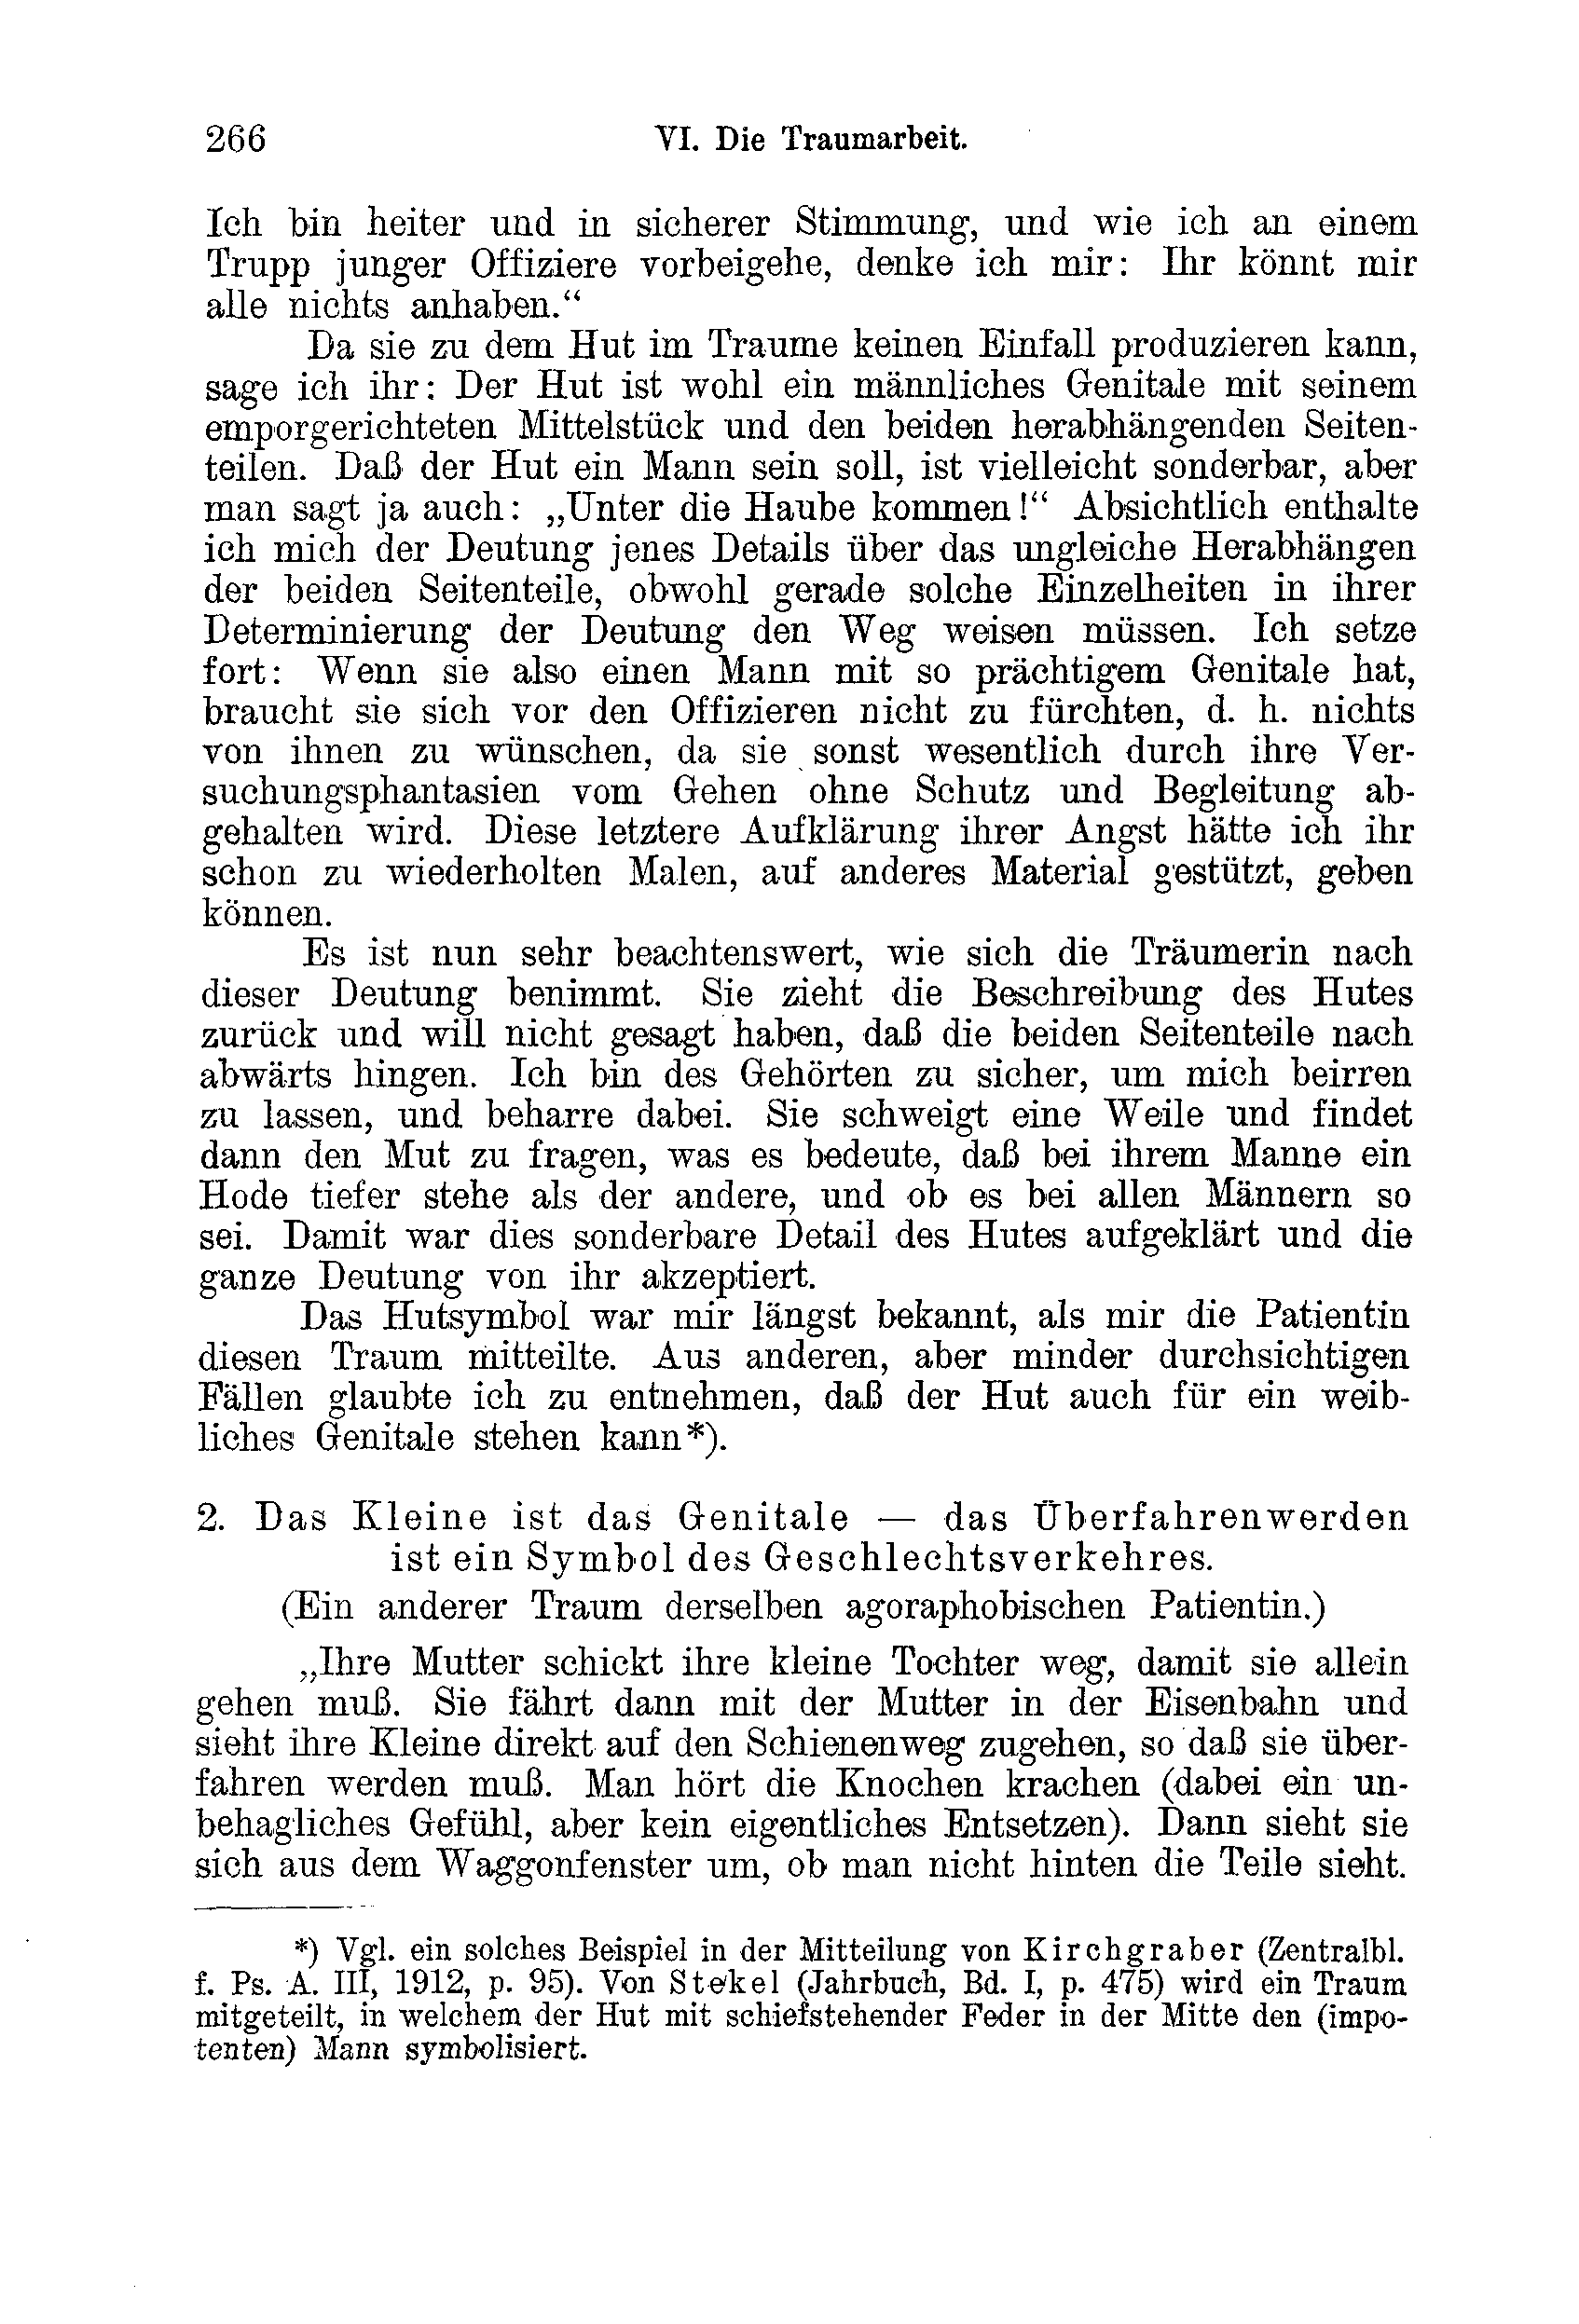 266
VI. Die Traumarbeit.
Ich bin heiter und in sicherer Stimmung, und wie ich an einem
Trupp junger Offiziere vorbeigehe, denke ich mir: Ihr könnt mir
alle nichts anhaben.“
Da sie zu dem Hut im Traume keinen Einfall produzieren kann,
sage ich ihr: Der Hut ist wohl ein männliches Genitale mit seinem
emporgerichteten Mittelstück und den beiden herabhängenden Seiten-
teilen. Daß der Hut ein Mann sein soll, ist vielleicht sonderbar, aber
man sagt ja auch: „Unter die Haube kommen!“ Absichtlich enthalte
ich mich der Deutung jenes Details über das ungleiche Herabhängen
der beiden Seitenteile, obwohl gerade solche Einzelheiten in ihrer
Determinierung der Deutung den Weg weisen müssen. Ich setze
fort: Wenn sie also einen Mann mit so prächtigem Genitale hat,
braucht sie sich vor den Offizieren nicht zu fürchten, d. h. nichts
von ihnen zu wünschen, da sie sonst wesentlich durch ihre Ver-
suchungsphantasien vom Gehen ohne Schutz und Begleitung ab-
gehalten wird. Diese letztere Aufklärung ihrer Angst hätte ich ihr
schon zu wiederholten Malen, auf anderes Material gestützt, geben
können.
Es ist nun sehr beachtenswert, wie sich die Träumerin nach
dieser Deutung benimmt. Sie zieht die Beschreibung des Hutes
zurück und will nicht gesagt haben, daß die beiden Seitenteile nach
abwärts hingen. Ich bin des Gehörten zu sicher, um mich beirren
zu lassen, und beharre dabei. Sie schweigt eine Weile und findet
dann den Mut zu fragen, was es bedeute, daß bei ihrem Manne ein
Hode tiefer stehe als der andere, und ob es bei allen Männern so
sei. Damit war dies sonderbare Detail des Hutes aufgeklärt und die
ganze Deutung von ihr akzeptiert.
Das Hutsymbol war mir längst bekannt, als mir die Patientin
diesen Traum mitteilte. Aus anderen, aber minder durchsichtigen
Fällen glaubte ich zu entnehmen, daß der Hut auch für ein weib-
liches Genitale stehen kann*).
2. Das Kleine ist das Genitale — das Überfahrenwerden
ist ein Symbol des Geschlechtsverkehres.
(Ein anderer Traum derselben agoraphobischen Patientin.)
„Ihre Mutter schickt ihre kleine Tochter weg, damit sie allein
gehen muß. Sie fährt dann mit der Mutter in der Eisenbahn und
sieht ihre Kleine direkt auf den Schienenweg zugehen, so daß sie über-
fahren werden muß. Man hört die Knochen krachen (dabei ein un-
behagliches Gefühl, aber kein eigentliches Entsetzen). Dann sieht sie
sich aus dem Waggonfenster um, ob man nicht hinten die Teile sieht.
*) Vgl. ein solches Beispiel in der Mitteilung von Kirchgraber (Zentralbl.
f. Ps. A. III, 1912, p. 95). Von Stekel (Jahrbuch, Bd. I, p. 475) wird ein Traum
mitgeteilt, in welchem der Hut mit schiefstehender Feder in der Mitte den (impo-
tenten) Mann symbolisiert.